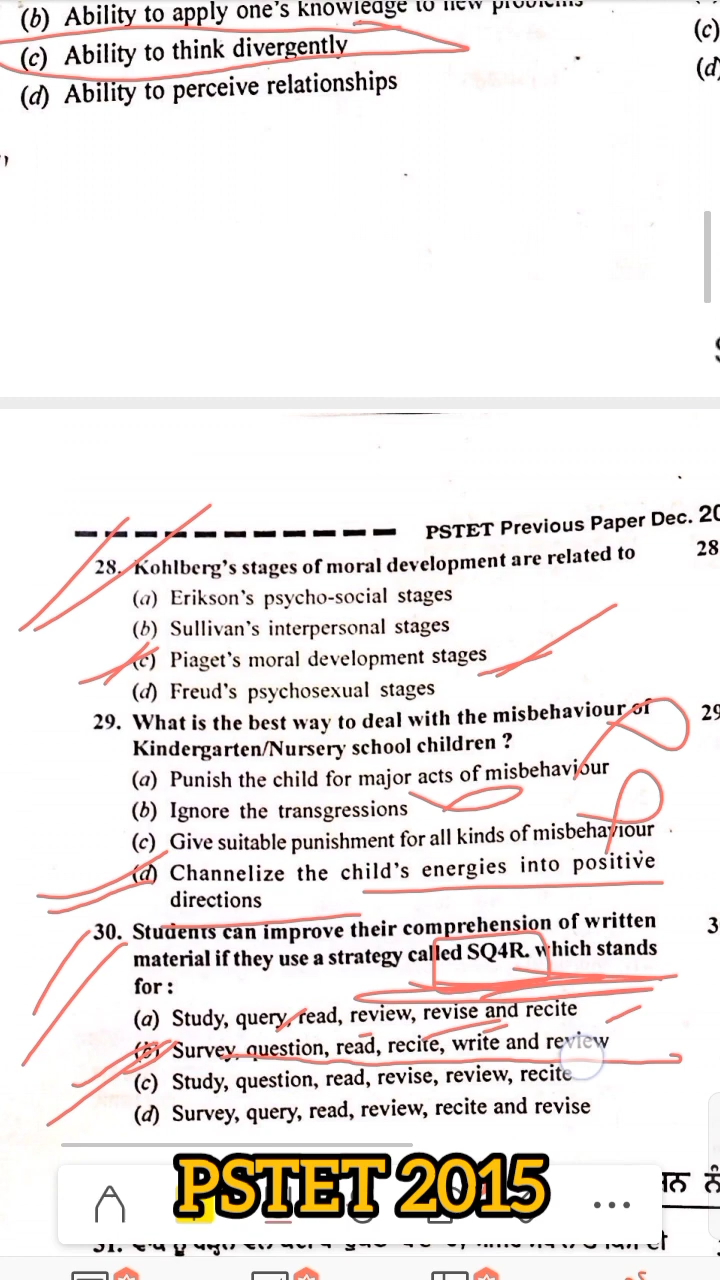 (b) Ability to apply one's knowledge to new problems
(c) Ability to think divergently
(d) Ability to perceive relationships
(c)
(d)
PSTET Previous Paper Dec. 20
28. Kohlberg's stages of moral development are related to
28
(a) Erikson's psycho-social stages
(b) Sullivan's interpersonal stages
(c) Piaget's moral development stages
(d) Freud's psychosexual stages
29. What is the best way to deal with the misbehaviour of
29
Kindergarten/Nursery school children ?
(a) Punish the child for major acts of misbehaviour
(b) Ignore the transgressions
(c) Give suitable punishment for all kinds of misbehaviour
(d) Channelize the child's energies into positive
directions
30. Students can improve their comprehension of written
3
material if they use a strategy called SQ4R. which stands
for :
(a) Study, query, read, review, revise and recite
(b) Survey, question, read, recite, write and review
(c) Study, question, read, revise, review, recite
(d) Survey, query, read, review, recite and revise
PSTET 2015
31.